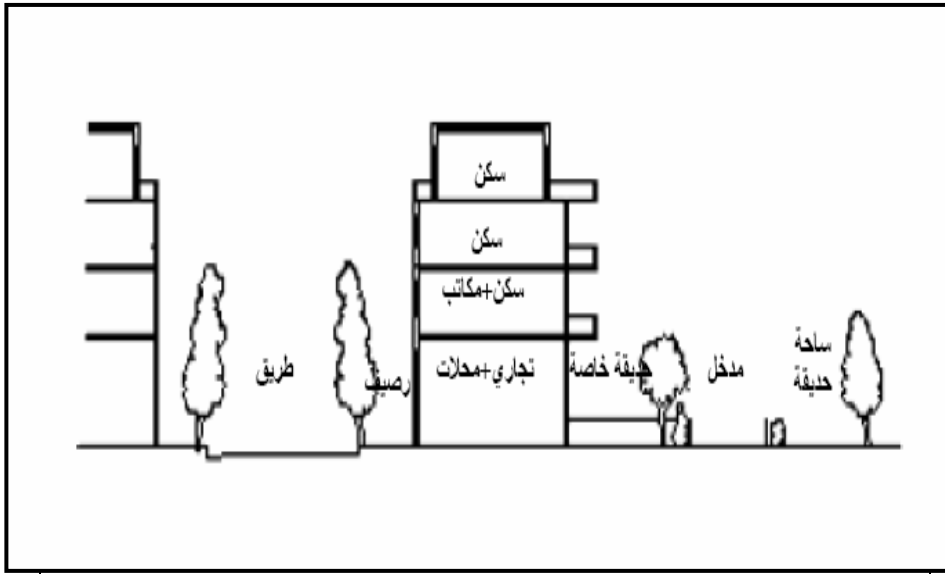 سكن
سكن
سكن+مكاتب
تجاري+محلات
حديقة خاصة
مدخل
ساحة
حديقة
رصيف
طريق